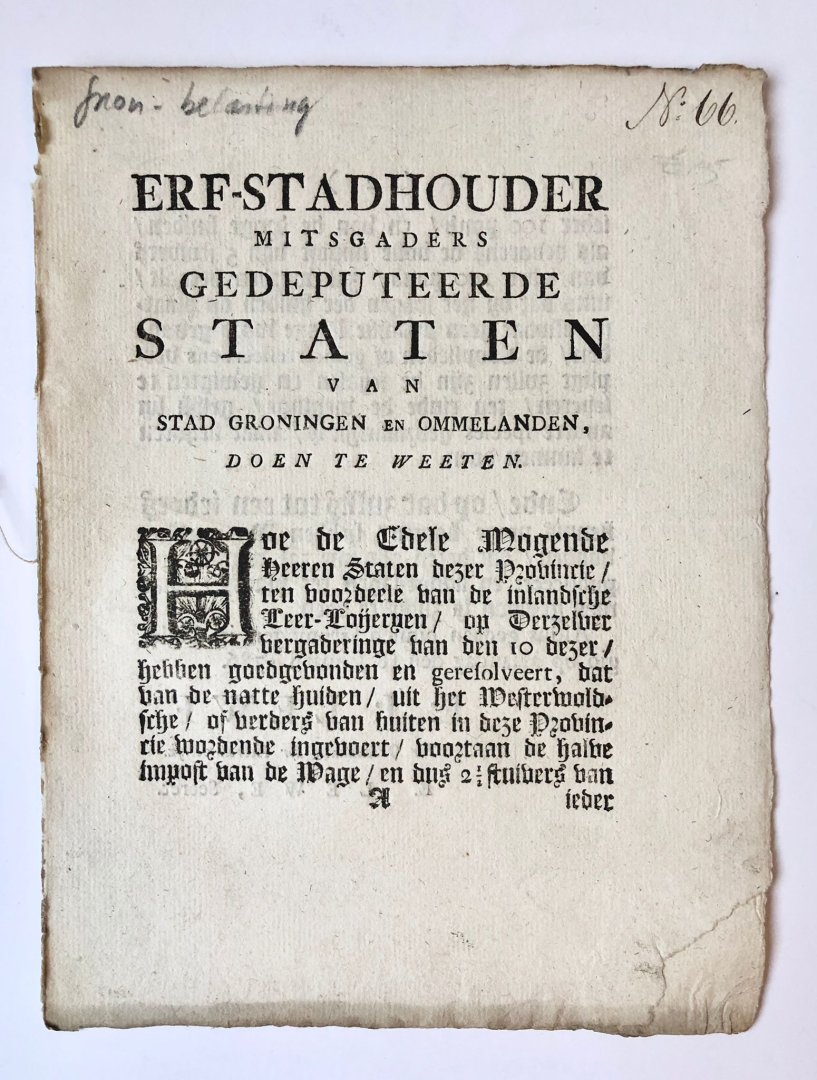 Gron: belasting
No: 66.
ERF-STADHOUDER
MITSGADERS
GEDEPUTEERDE
STATEN
VAN
STAD GRONINGEN EN OMMELANDEN,
DOEN TE WEETEN.
Hoe de Edele Mogende
Heeren Staten dezer Provincie/
ten voordeele van de inlandsche
Leer-Loijeryen/ op Derzelver
vergaderinge van den 10 dezer/
hebben goedgevonden en geresolveert, dat
van de natte huiden/ uit het Westerwold-
sche/ of verders van buiten in deze Provin-
cie wordende ingevoert/ voortaan de halve
impost van de Wage/ en dus 2½ stuivers van
A
ieder